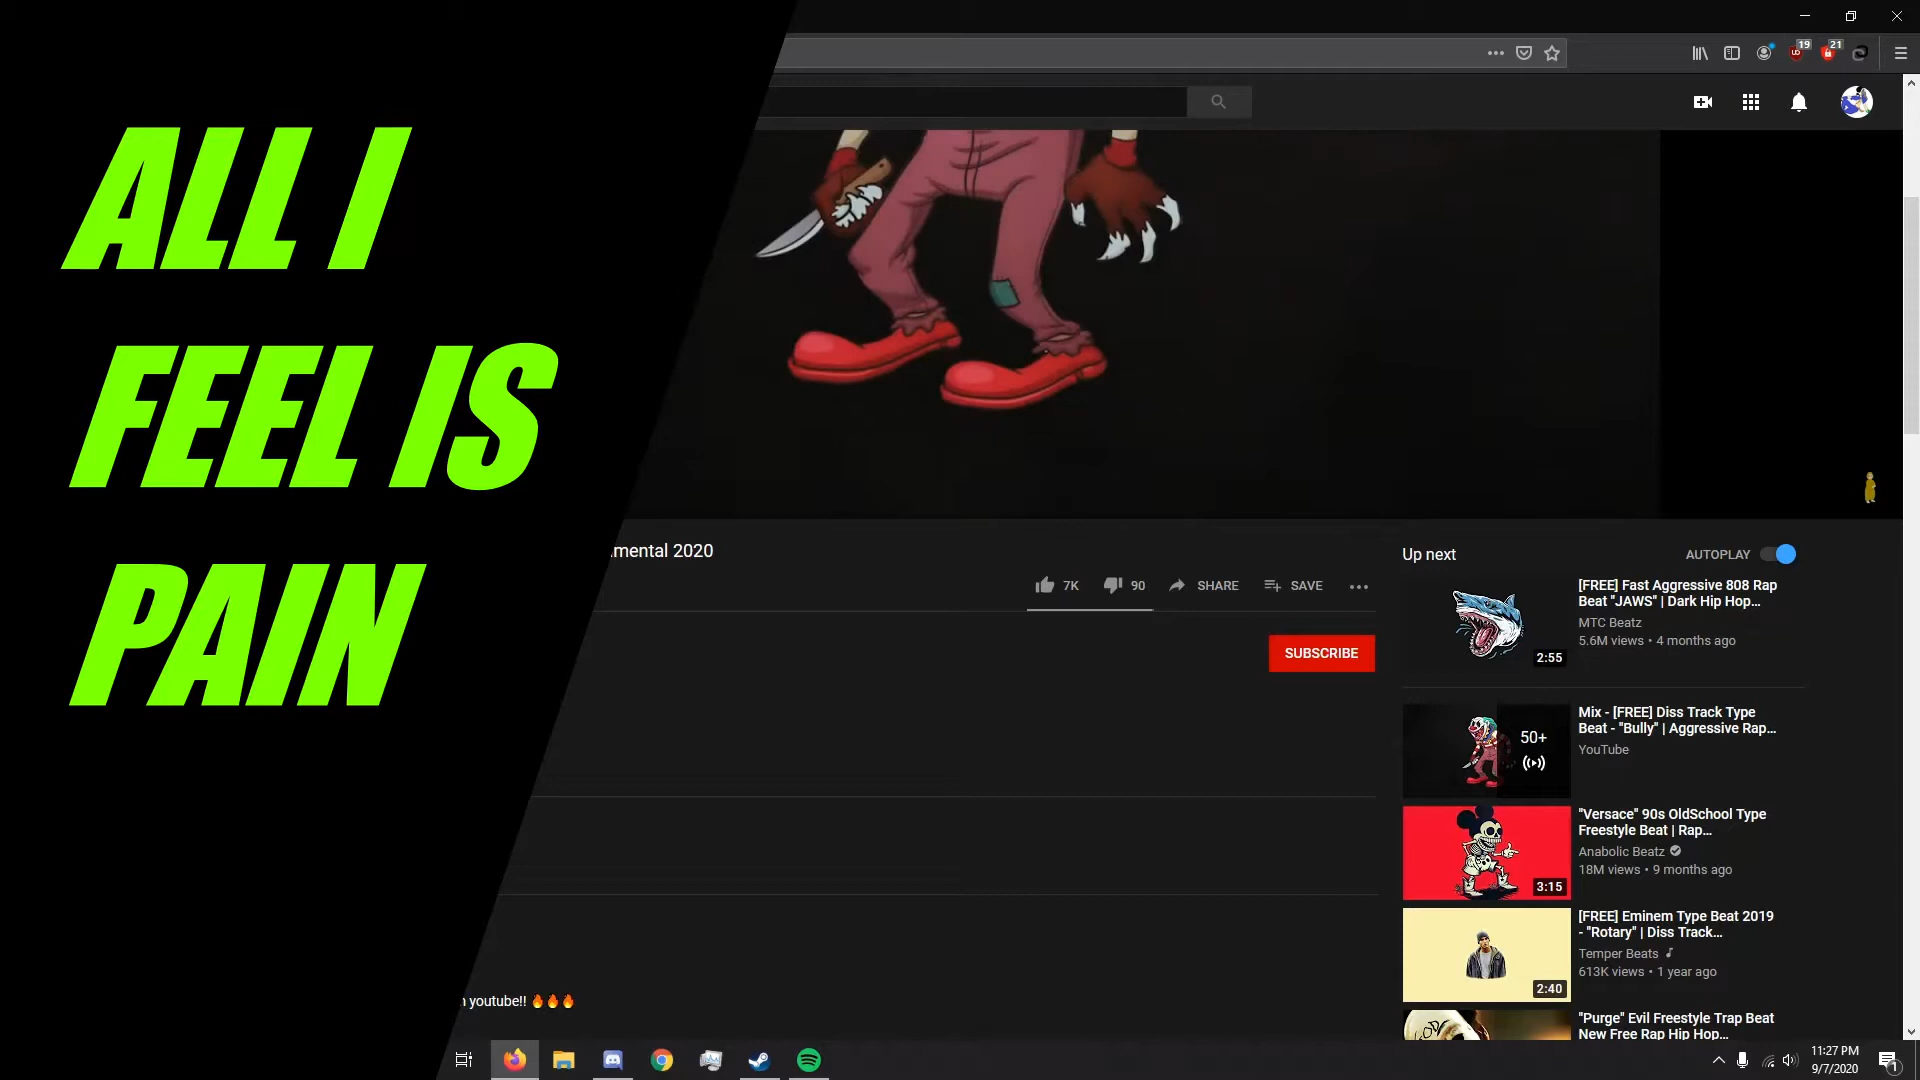 ALL I
FEEL IS
PAIN
19
21
mental 2020
7K
90
SHARE
SAVE
SUBSCRIBE
youtube!! 🔥🔥🔥
Up next
AUTOPLAY
2:55
[FREE] Fast Aggressive 808 Rap
Beat "JAWS" | Dark Hip Hop...
MTC Beatz
5.6M views • 4 months ago
50+
Mix - [FREE] Diss Track Type
Beat - "Bully" | Aggressive Rap...
YouTube
3:15
"Versace" 90s OldSchool Type
Freestyle Beat | Rap...
Anabolic Beatz
18M views • 9 months ago
2:40
[FREE] Eminem Type Beat 2019
- "Rotary" | Diss Track...
Temper Beats
613K views • 1 year ago
"Purge" Evil Freestyle Trap Beat
New Free Rap Hip Hop...
11:27 PM
9/7/2020
1